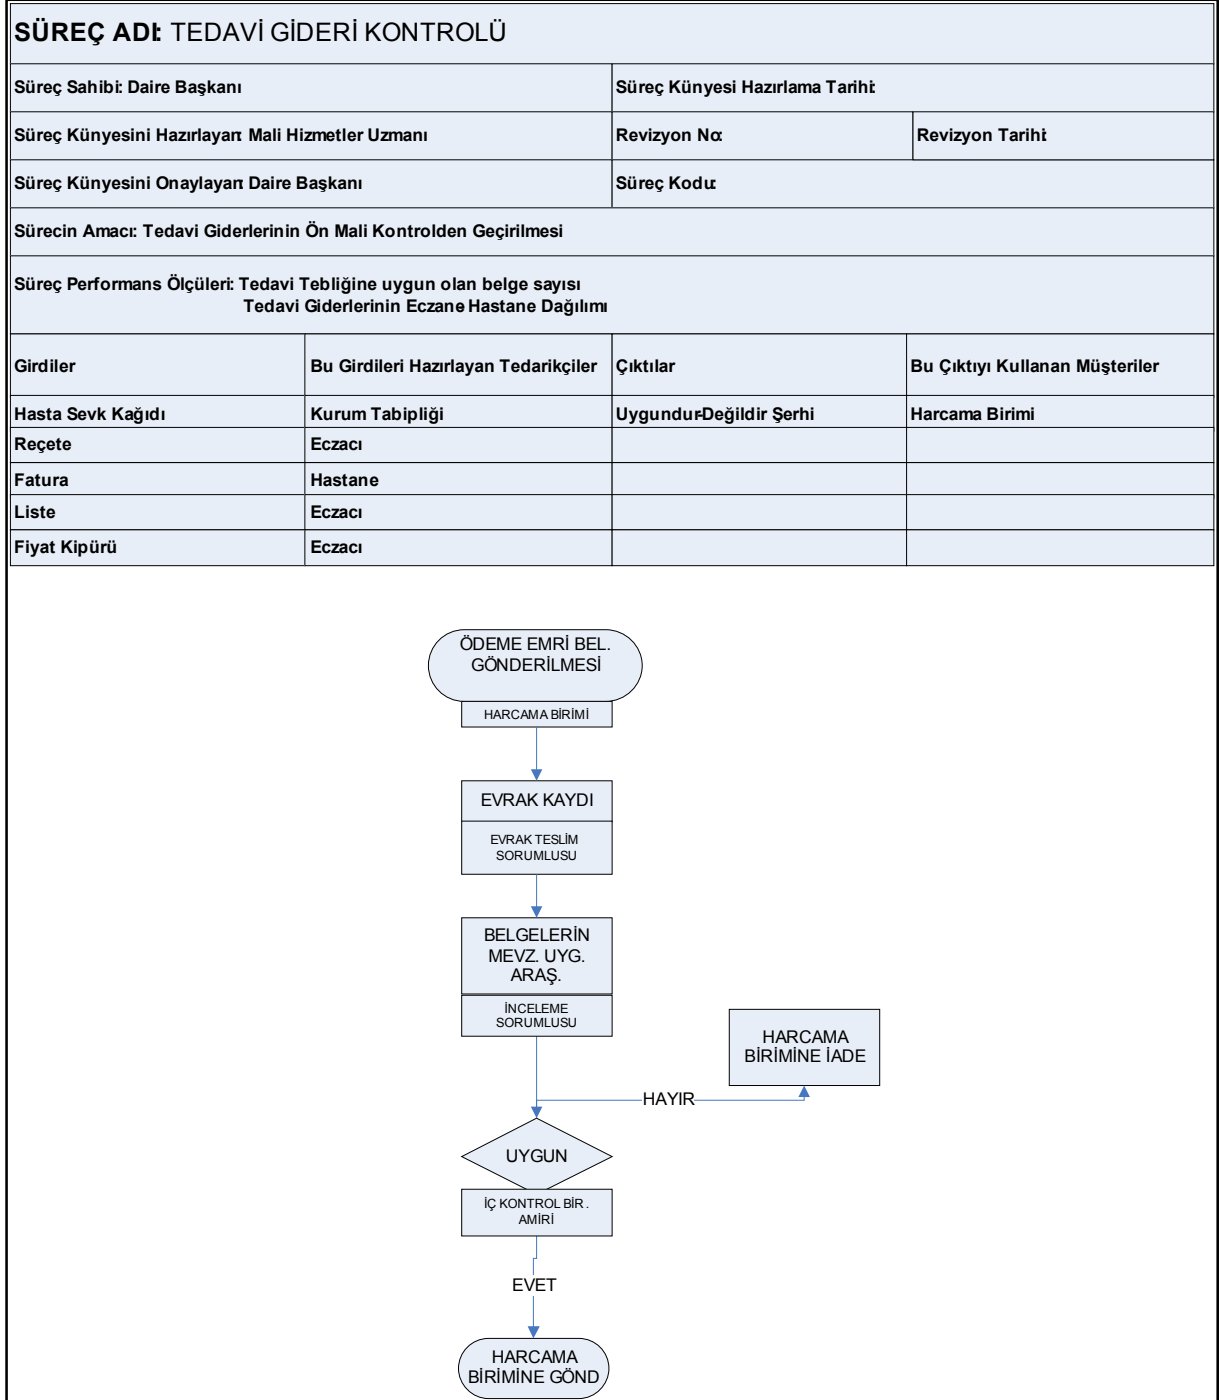 SÜREÇ ADI: TEDAVİ GİDERİ KONTROLÜ
Süreç Sahibi: Daire Başkanı
Süreç Künyesi Hazırlama Tarihi:
Süreç Künyesini Hazırlayan: Mali Hizmetler Uzmanı
Revizyon No:
Revizyon Tarihi:
Süreç Künyesini Onaylayan: Daire Başkanı
Süreç Kodu:
Sürecin Amacı: Tedavi Giderlerinin Ön Mali Kontrolden Geçirilmesi
Süreç Performans Ölçüleri: Tedavi Tebliğine uygun olan belge sayısı
Tedavi Giderlerinin Eczane Hastane Dağılımı
Girdiler
Bu Girdileri Hazırlayan Tedarikçiler
Çıktılar
Bu Çıktıyı Kullanan Müşteriler
Hasta Sevk Kağıdı
Kurum Tabipliği
Uygundur-Değildir Şerhi
Harcama Birimi
Reçete
Eczacı
Fatura
Hastane
Liste
Eczacı
Fiyat Kipürü
Eczacı
ÖDEME EMRİ BEL.
GÖNDERİLMESİ
HARCAMA BİRİMİ
EVRAK KAYDI
EVRAK TESLİM
SORUMLUSU
BELGELERİN
MEVZ. UYG.
ARAŞ.
İNCELEME
SORUMLUSU
HARCAMA
BİRİMİNE İADE
HAYIR
UYGUN
İÇ KONTROL BİR.
AMİRİ
EVET
HARCAMA
BİRİMİNE GÖND